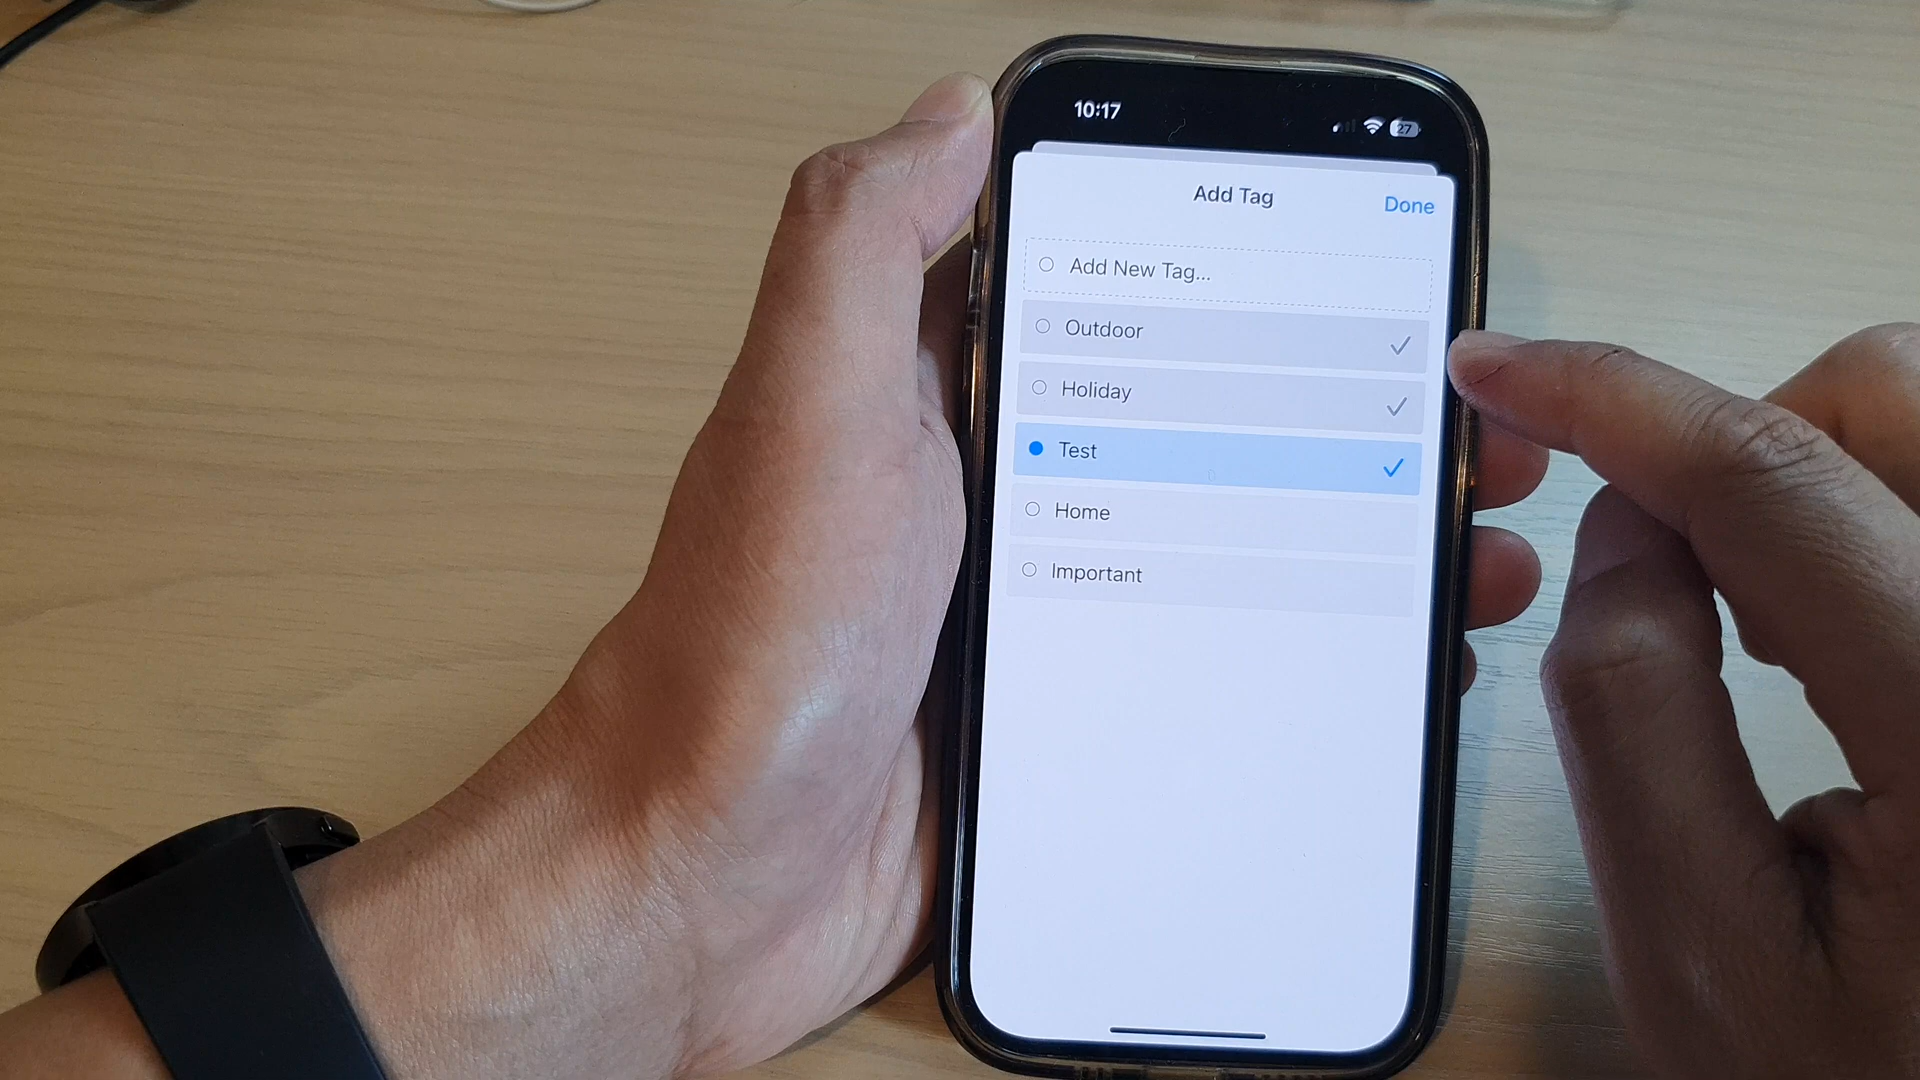 10:17
27
Add Tag
Done
Add New Tag...
Outdoor
Holiday
Test
Home
Important